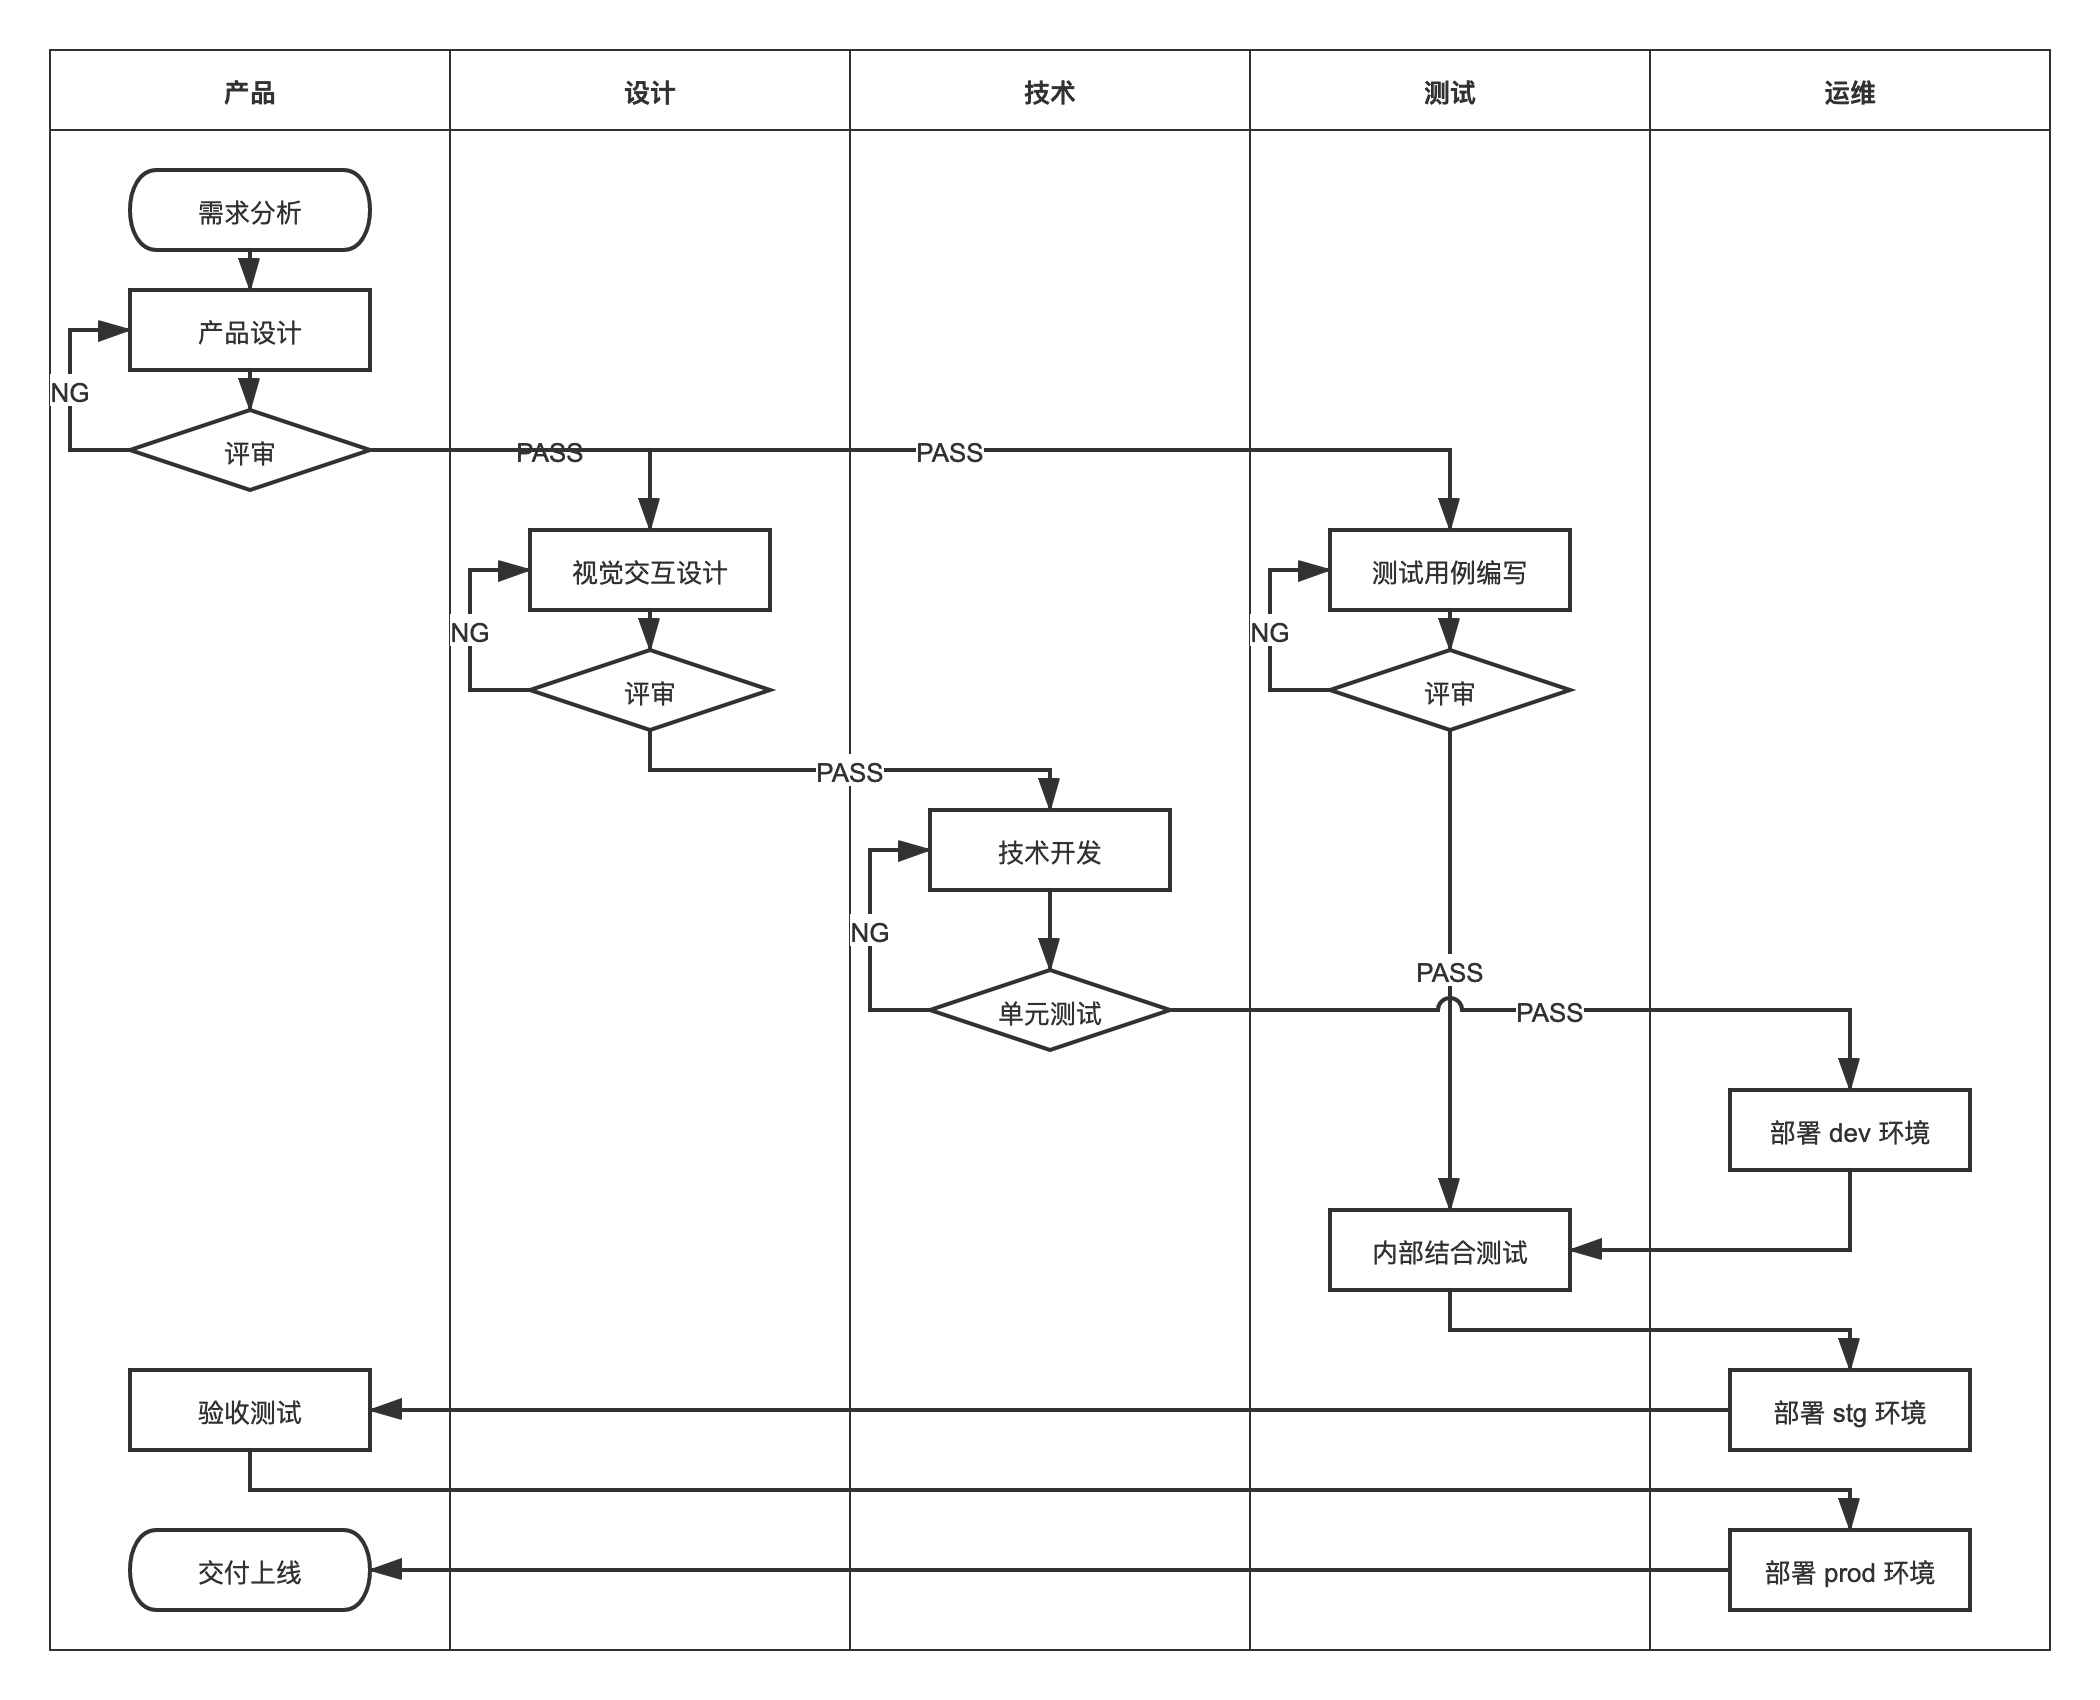 产品
设计
技术
测试
运维
需求分析
产品设计
NG
评审
PASS
PASS
视觉交互设计
测试用例编写
NG
NG
评审
评审
PASS
技术开发
NG
PASS
单元测试
PASS
部署 dev 环境
内部结合测试
验收测试
部署 stg 环境
交付上线
部署 prod 环境